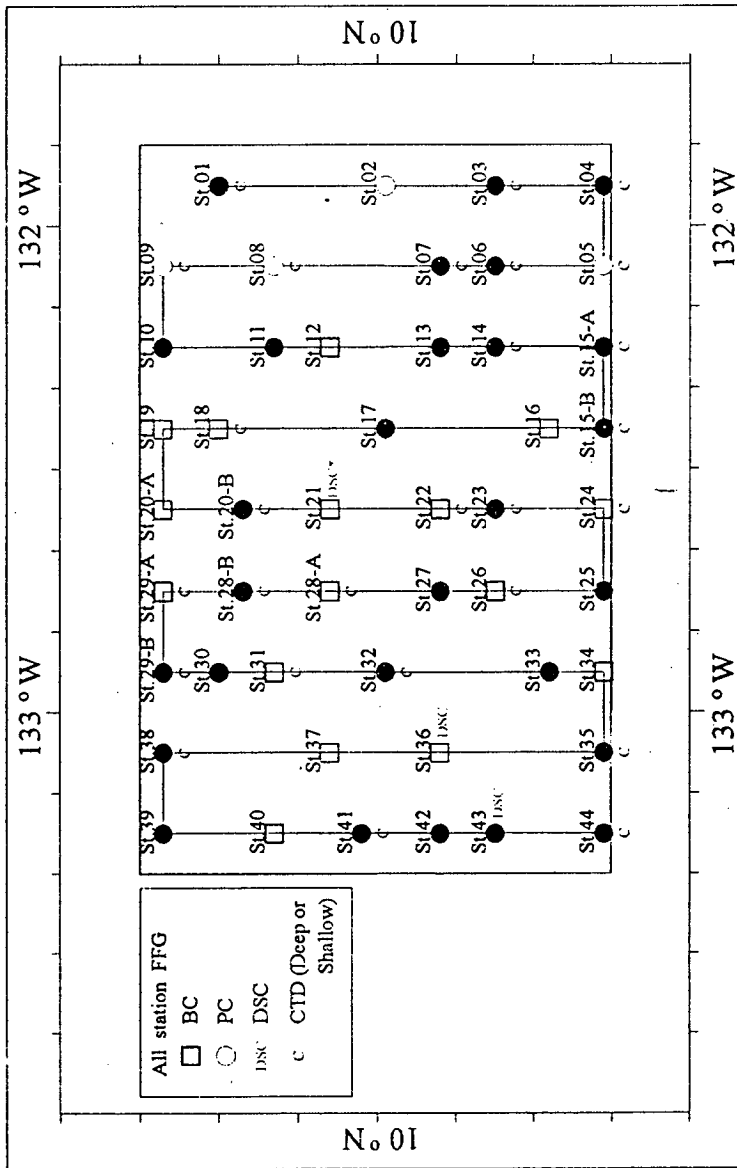 133°W
132°W
10°N
10°N
133°W
132°W
All station FFG
BC
PC
DSC DSC
c CTD (Deep or
Shallow)
St.39
St.40
St.41
c
St.42
St.43
DSC
St.44
c
St.38
c
St.37
St.36
DSC
St.35
c
St.29-B
c
St.30
St.31
c
St.32
c
St.33
St.34
St.29-A
c
St.28-B
c
St.28-A
c
St.27
St.26
c
St.25
St.20-A
St.20-B
c
St.21
DSC
St.22
c
St.23
c
St.24
c
St.19
St.18
c
St.17
St.16
St.15-B
c
St.10
St.11
St.12
St.13
St.14
c
St.15-A
c
St.09
c
St.08
c
St.07
c
St.06
c
St.05
c
St.01
c
St.02
St.03
c
St.04
c